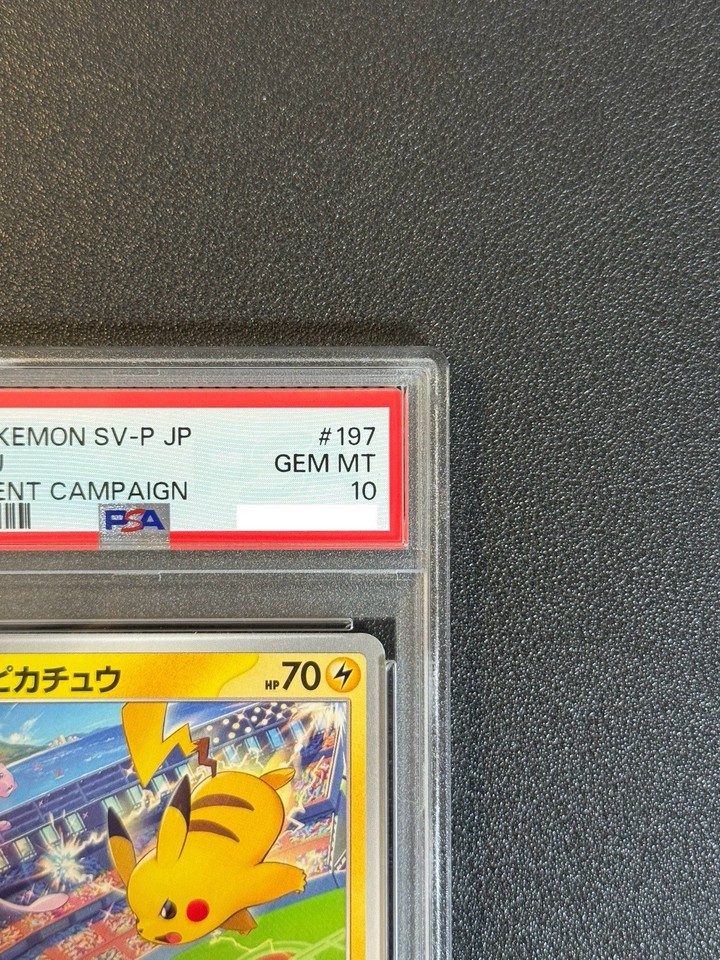 KEMON SV-P JP #197
U GEM MT
ENT CAMPAIGN 10
PSA
ピカチュウ HP70